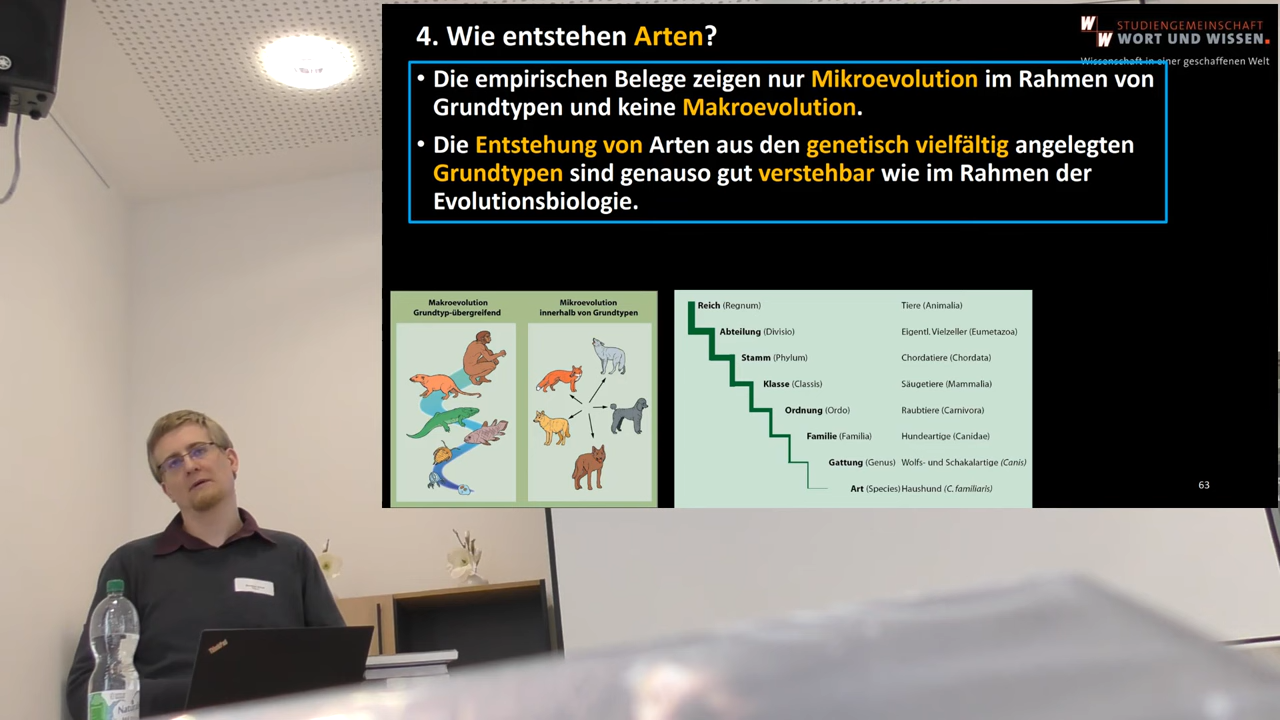 4. Wie entstehen Arten?
STUDIENGEMEINSCHAFT
WORT UND WISSEN.
Wissenschaft in einer geschaffenen Welt
• Die empirischen Belege zeigen nur Mikroevolution im Rahmen von
Grundtypen und keine Makroevolution.
• Die Entstehung von Arten aus den genetisch vielfältig angelegten
Grundtypen sind genauso gut verstehbar wie im Rahmen der
Evolutionsbiologie.
Makroevolution
Grundtyp-übergreifend
Mikroevolution
innerhalb von Grundtypen
Reich (Regnum) Tiere (Animalia)
Abteilung (Divisio) Eigentl. Vielzeller (Eumetazoa)
Stamm (Phylum) Chordatiere (Chordata)
Klasse (Classis) Säugetiere (Mammalia)
Ordnung (Ordo) Raubtiere (Carnivora)
Familie (Familia) Hundeartige (Canidae)
Gattung (Genus) Wolfs- und Schakalartige (Canis)
Art (Species) Haushund (C. familiaris)
63
ThinkPad